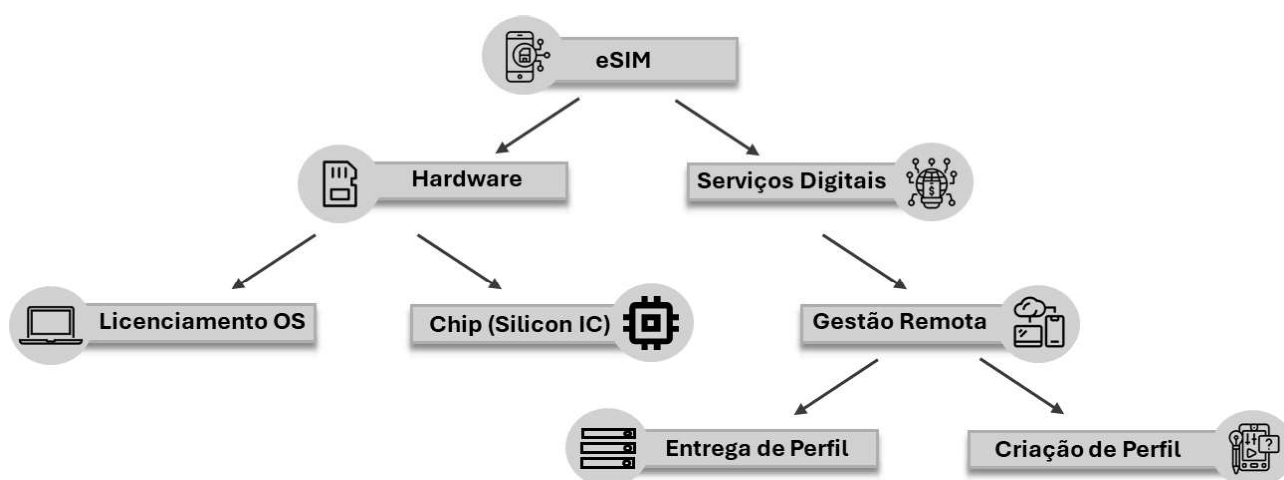 eSIM
Hardware
Serviços Digitais
Licenciamento OS
Chip (Silicon IC)
Gestão Remota
Entrega de Perfil
Criação de Perfil